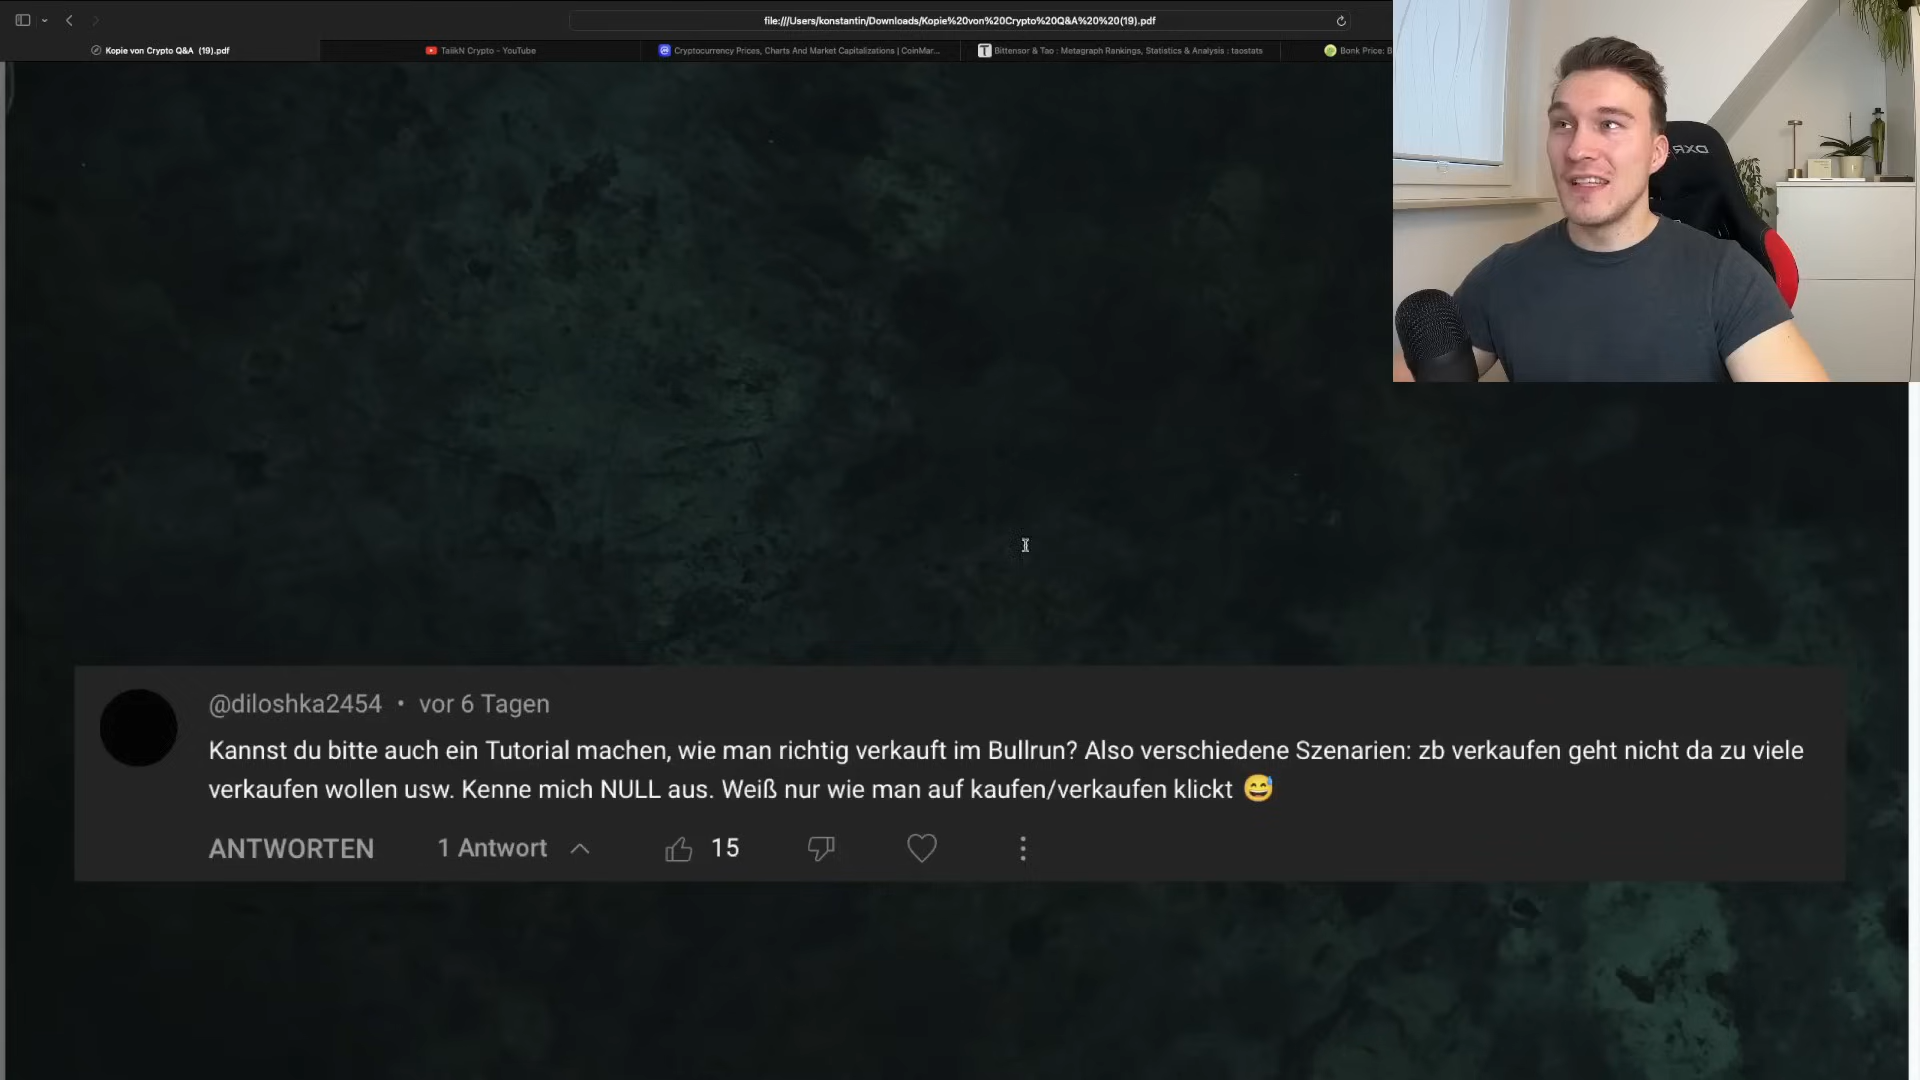 file:///Users/konstantin/Downloads/Kopie%20von%20Crypto%20Q&A%20%20(19).pdf
Kopie von Crypto Q&A (19).pdf
TaiikN Crypto - YouTube
Cryptocurrency Prices, Charts And Market Capitalizations | CoinMar...
Bittensor & Tao : Metagraph Rankings, Statistics & Analysis : taostats
Bonk Price: B
DXR
@diloshka2454 • vor 6 Tagen
Kannst du bitte auch ein Tutorial machen, wie man richtig verkauft im Bullrun? Also verschiedene Szenarien: zb verkaufen geht nicht da zu viele
verkaufen wollen usw. Kenne mich NULL aus. Weiß nur wie man auf kaufen/verkaufen klickt 😅
ANTWORTEN 1 Antwort 15